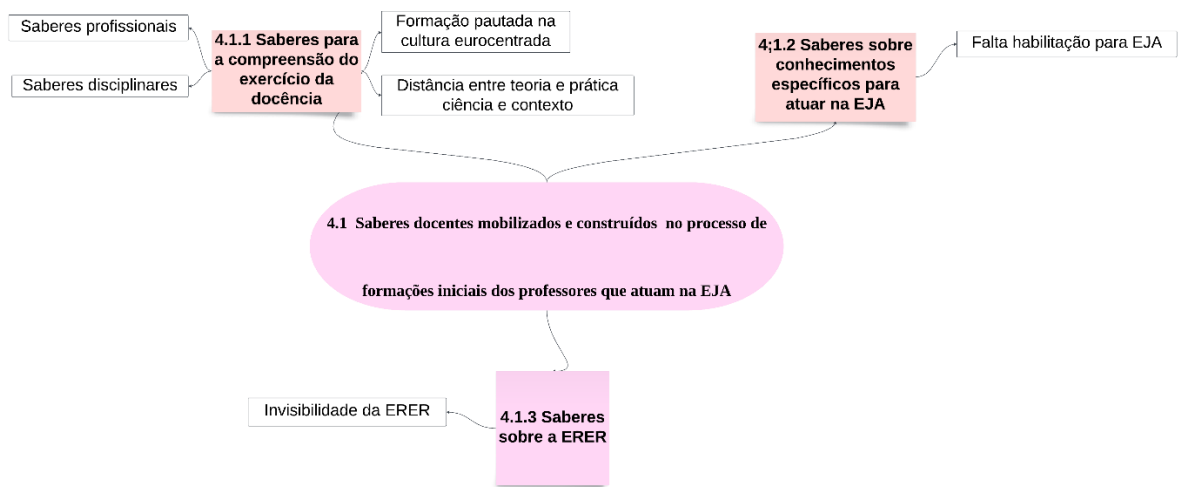 Saberes profissionais
Saberes disciplinares
4.1.1 Saberes para
a compreensão do
exercício da
docência
Formação pautada na
cultura eurocentrada
Distância entre teoria e prática
ciência e contexto
4;1.2 Saberes sobre
conhecimentos
específicos para
atuar na EJA
Falta habilitação para EJA
4.1 Saberes docentes mobilizados e construídos no processo de
formações iniciais dos professores que atuam na EJA
Invisibilidade da ERER
4.1.3 Saberes
sobre a ERER